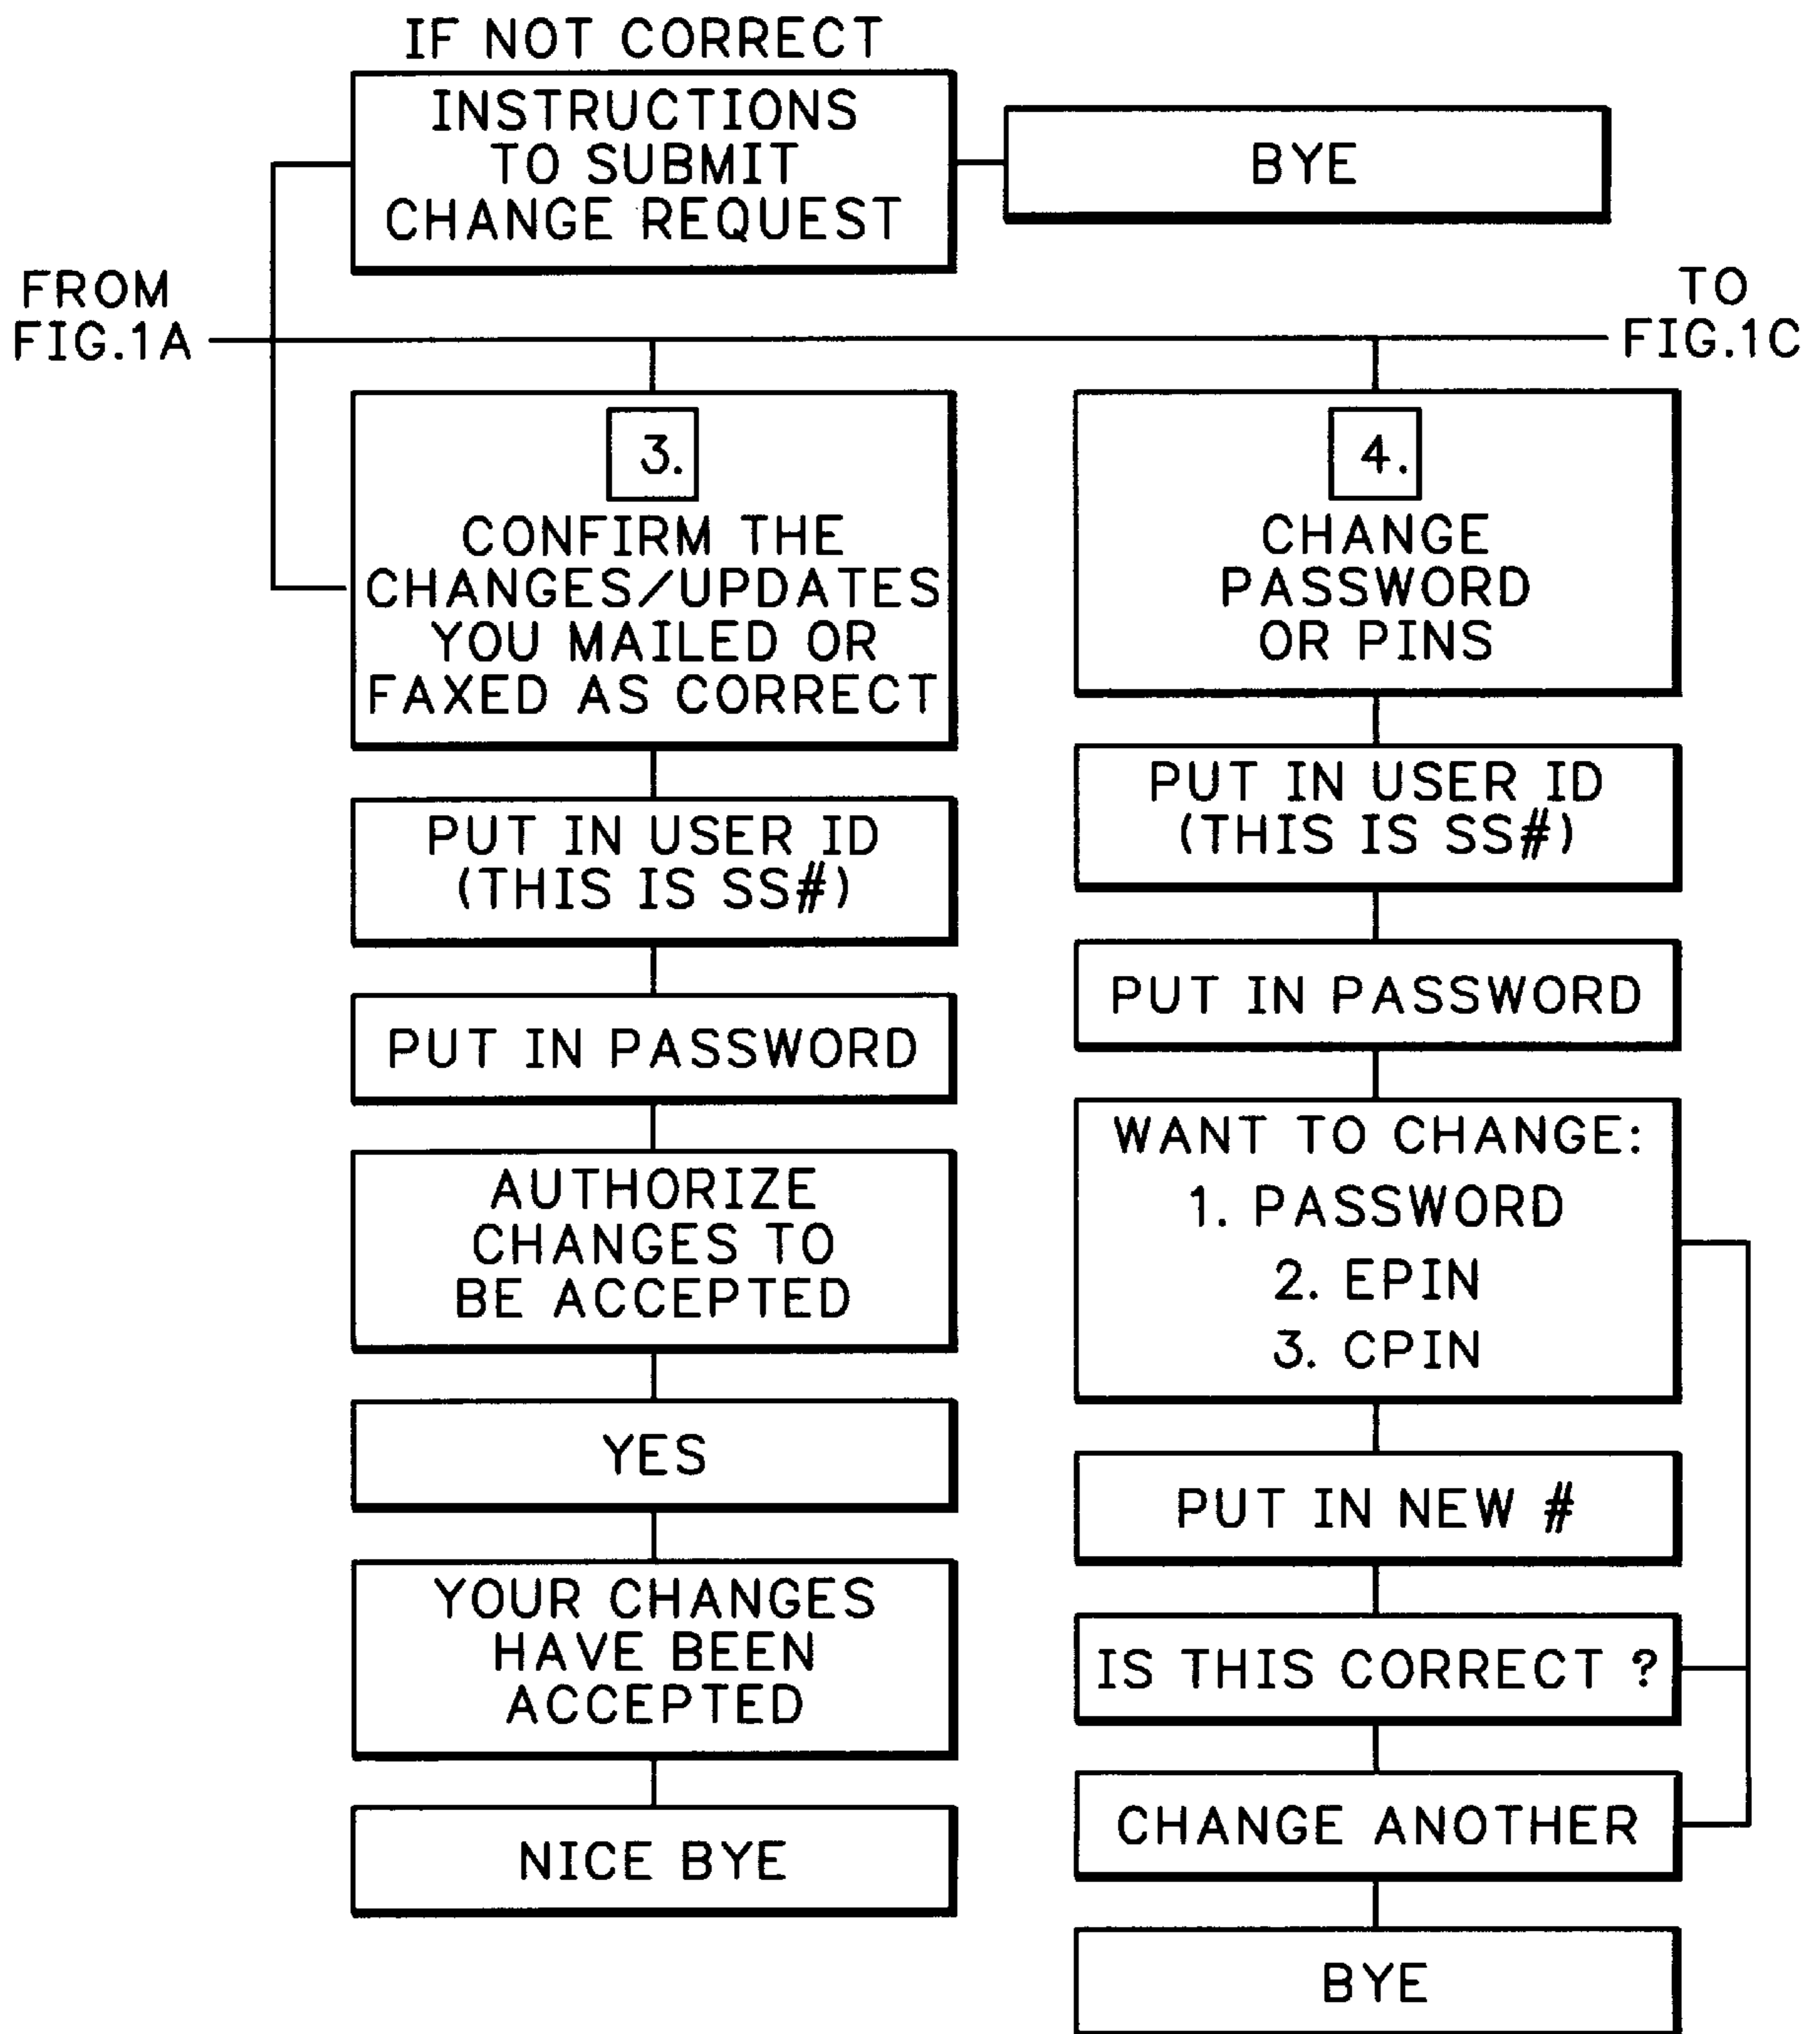 IF NOT CORRECT
INSTRUCTIONS
TO SUBMIT
CHANGE REQUEST
BYE
FROM
FIG.1A
TO
FIG.1C
3.
CONFIRM THE
CHANGES/UPDATES
YOU MAILED OR
FAXED AS CORRECT
PUT IN USER ID
(THIS IS SS#)
PUT IN PASSWORD
AUTHORIZE
CHANGES TO
BE ACCEPTED
YES
YOUR CHANGES
HAVE BEEN
ACCEPTED
NICE BYE
4.
CHANGE
PASSWORD
OR PINS
PUT IN USER ID
(THIS IS SS#)
PUT IN PASSWORD
WANT TO CHANGE:
1. PASSWORD
2. EPIN
3. CPIN
PUT IN NEW #
IS THIS CORRECT ?
CHANGE ANOTHER
BYE